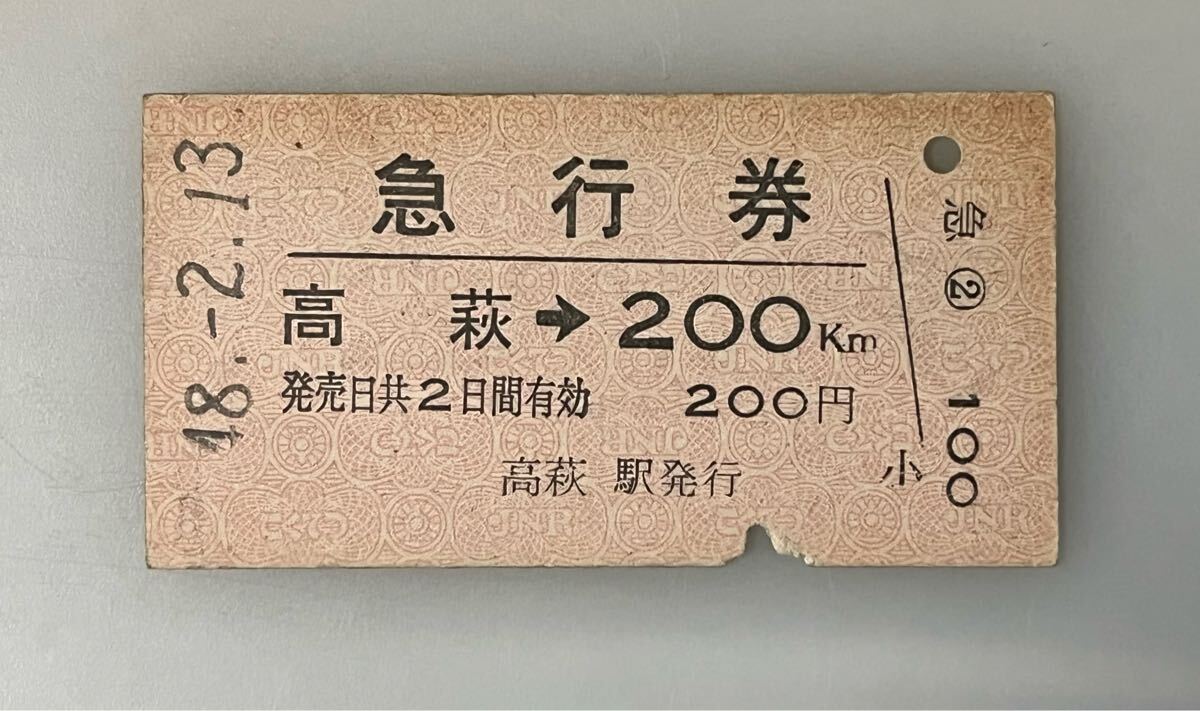 48.-2.13
急行券
高萩→200Km
発売日共2日間有効 200円
高萩 駅発行
小
急 ② 100